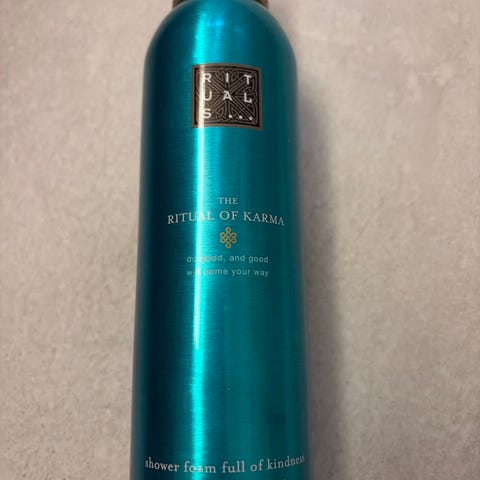 RIT
UAL
S...
THE
RITUAL OF KARMA
do good, and good
will come your way
shower foam full of kindness